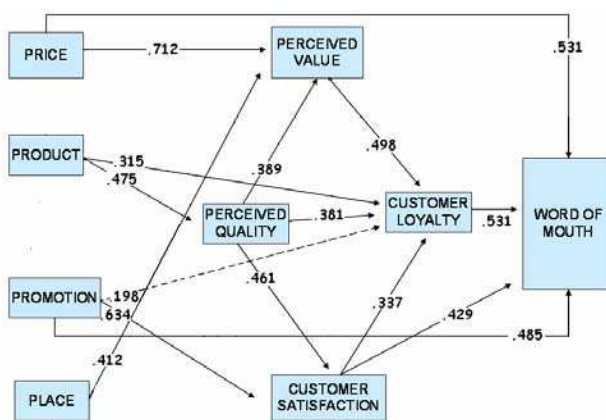 PRICE
.712
PERCEIVED
VALUE
.531
PRODUCT
.315
.475
.389
.498
PERCEIVED
QUALITY
.381
CUSTOMER
LOYALTY
.531
WORD OF
MOUTH
PROMOTION
.198
.634
.461
.337
.429
.485
.412
PLACE
CUSTOMER
SATISFACTION